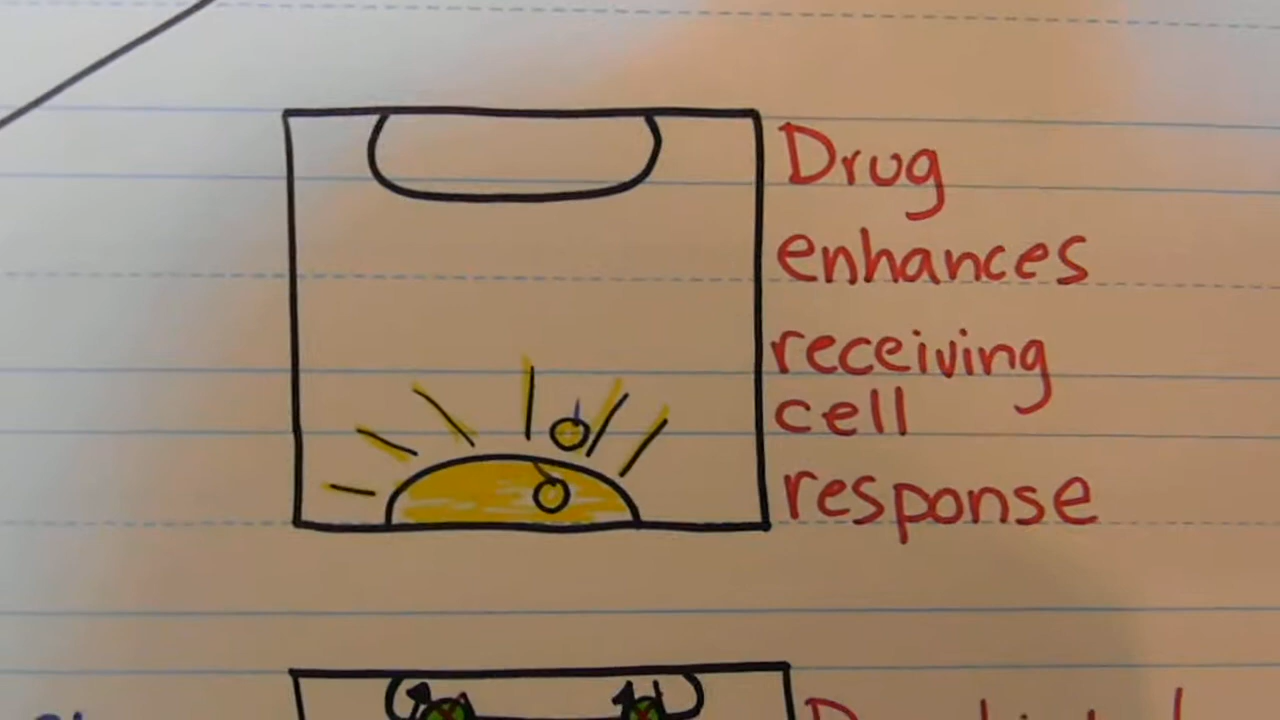 Drug
enhances
receiving
cell
response